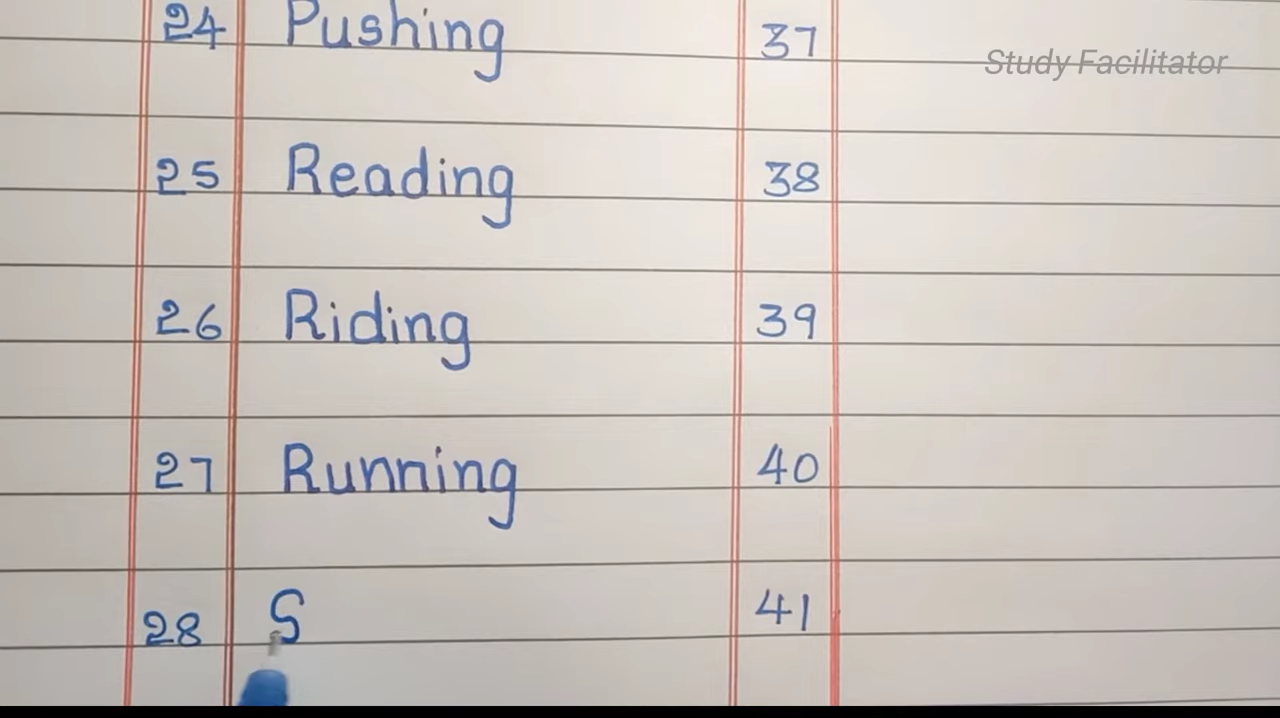 24 Pushing 37
Study Facilitator
25 Reading 38
26 Riding 39
27 Running 40
28 S 41